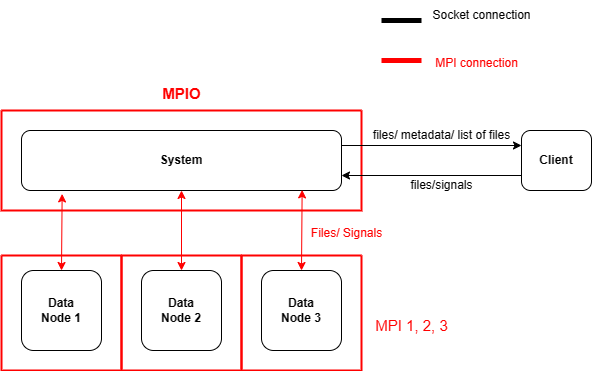 Socket connection
MPI connection
MPIO
System
files/ metadata/ list of files
Client
files/signals
Files/ Signals
Data
Node 1
Data
Node 2
Data
Node 3
MPI 1, 2, 3